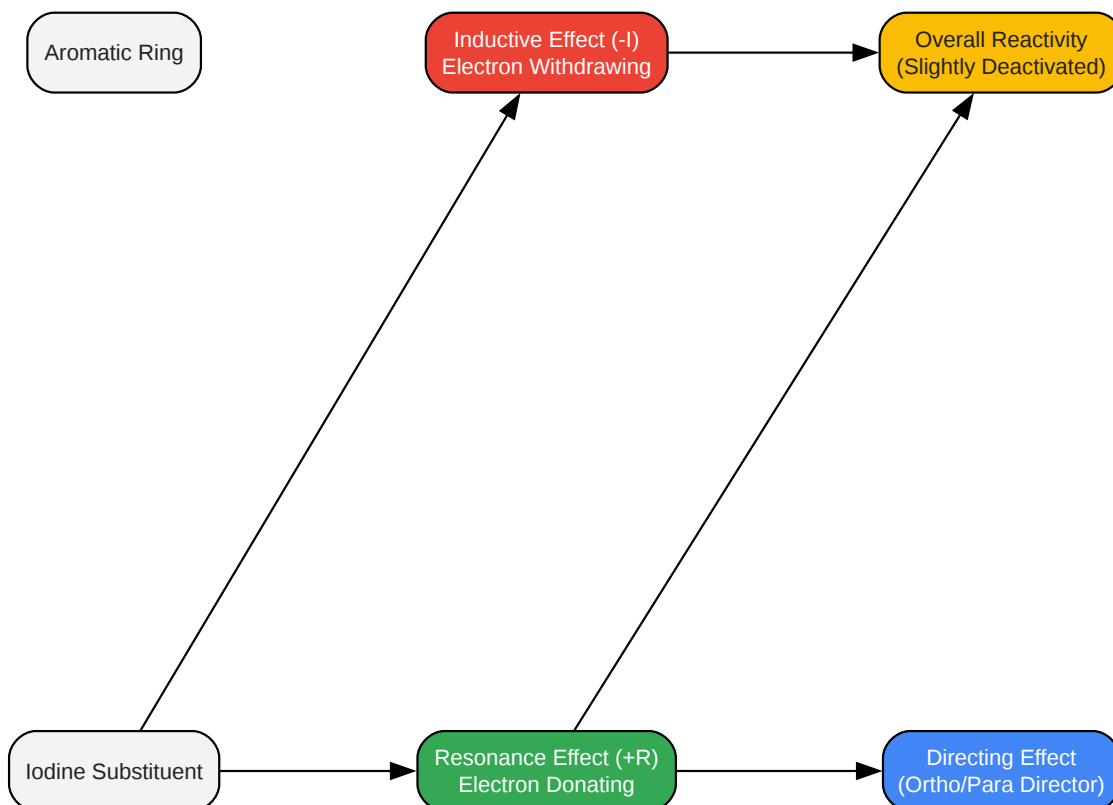 Aromatic Ring
Inductive Effect (-I)
Electron Withdrawing
Overall Reactivity
(Slightly Deactivated)
Iodine Substituent
Resonance Effect (+R)
Electron Donating
Directing Effect
(Ortho/Para Director)